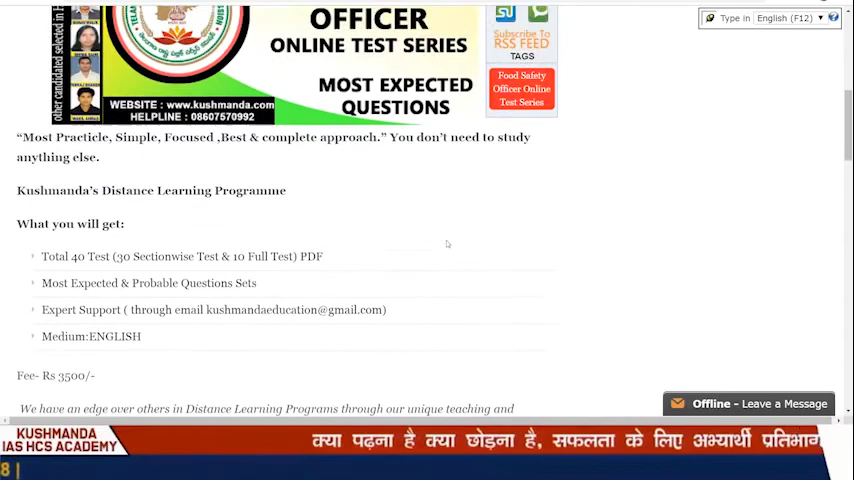 OFFICER
ONLINE TEST SERIES
MOST EXPECTED
QUESTIONS
WEBSITE : www.kushmanda.com
HELPLINE : 08607570992
other candidated selected in H
Subscribe To
RSS FEED
TAGS
Food Safety
Officer Online
Test Series
Type in English (F12)
“Most Practicle, Simple, Focused ,Best & complete approach.” You don’t need to study
anything else.
Kushmanda’s Distance Learning Programme
What you will get:
Total 40 Test (30 Sectionwise Test & 10 Full Test) PDF
Most Expected & Probable Questions Sets
Expert Support ( through email kushmandaeducation@gmail.com)
Medium:ENGLISH
Fee- Rs 3500/-
We have an edge over others in Distance Learning Programs through our unique teaching and
Offline - Leave a Message
KUSHMANDA
IAS HCS ACADEMY
क्या पढ़ना है क्या छोड़ना है, सफलता के लिए अभ्यार्थी प्रतिभाग
8 |